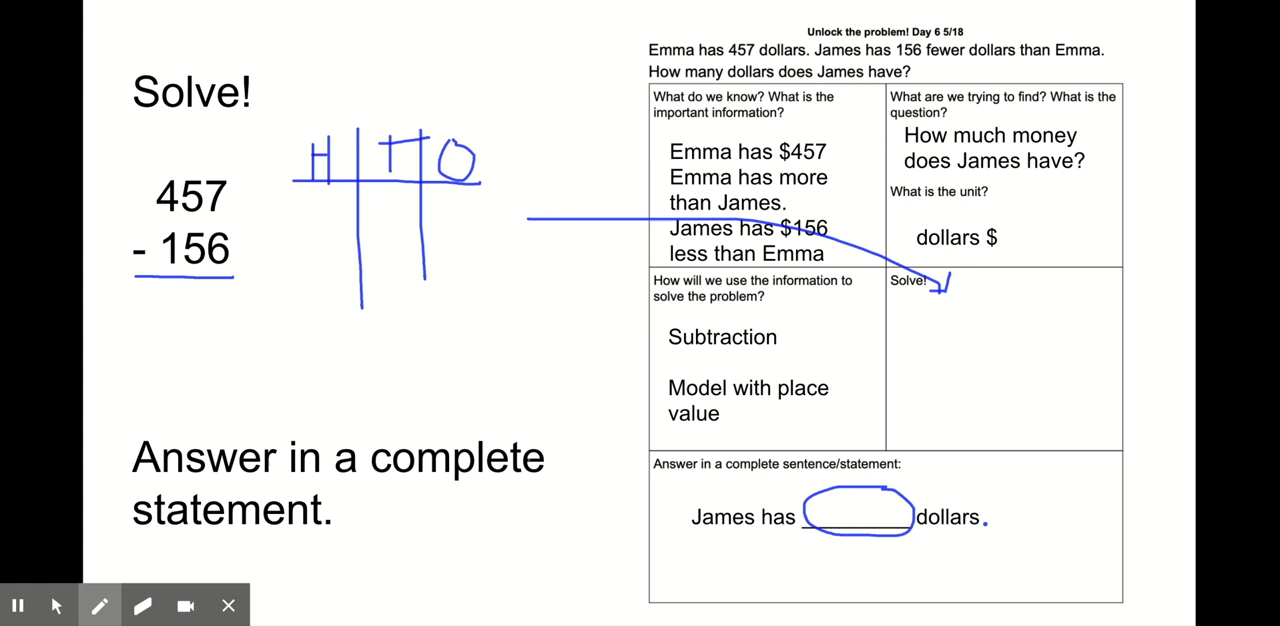 Solve!
H T O
457
- 156
Answer in a complete
statement.
Unlock the problem! Day 6 5/18
Emma has 457 dollars. James has 156 fewer dollars than Emma.
How many dollars does James have?
What do we know? What is the
important information?
Emma has $457
Emma has more
than James.
James has $156
less than Emma
What are we trying to find? What is the
question?
How much money
does James have?
What is the unit?
dollars $
How will we use the information to
solve the problem?
Subtraction
Model with place
value
Solve!
Answer in a complete sentence/statement:
James has __________ dollars.